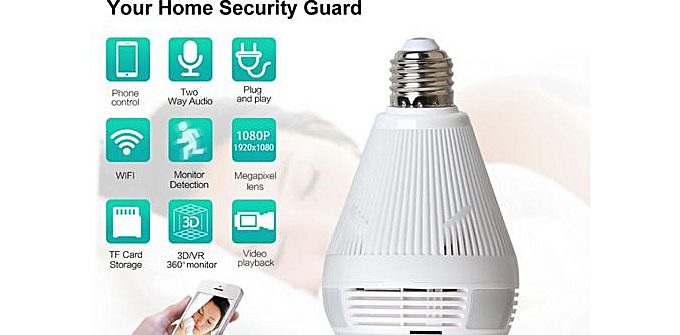 Your Home Security Guard
Phone
control
Two
Way Audio
Plug
and play
WIFI
Monitor
Detection
1080P
1920x1080
Megapixel
lens
TF Card
Storage
3D
3D/VR
360°monitor
Video
playback